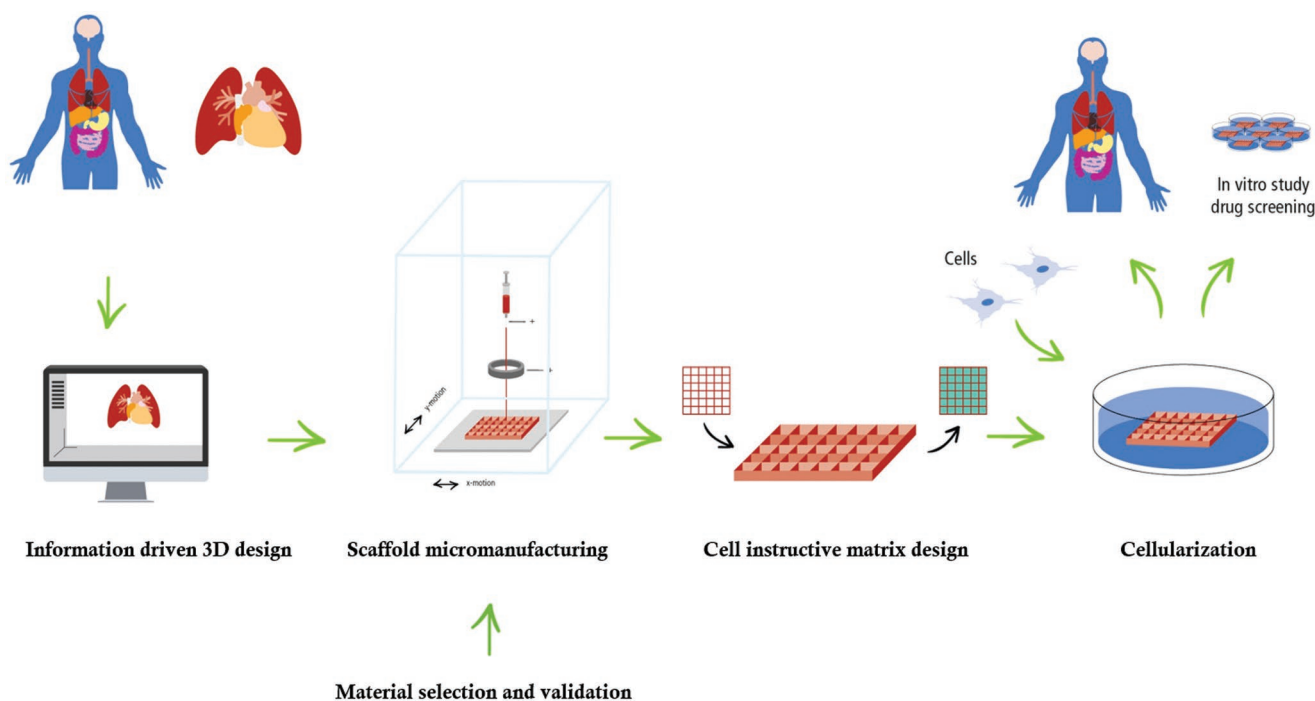 In vitro study
drug screening
Cells
+
+
y-motion
x-motion
Information driven 3D design
Scaffold micromanufacturing
Cell instructive matrix design
Cellularization
Material selection and validation